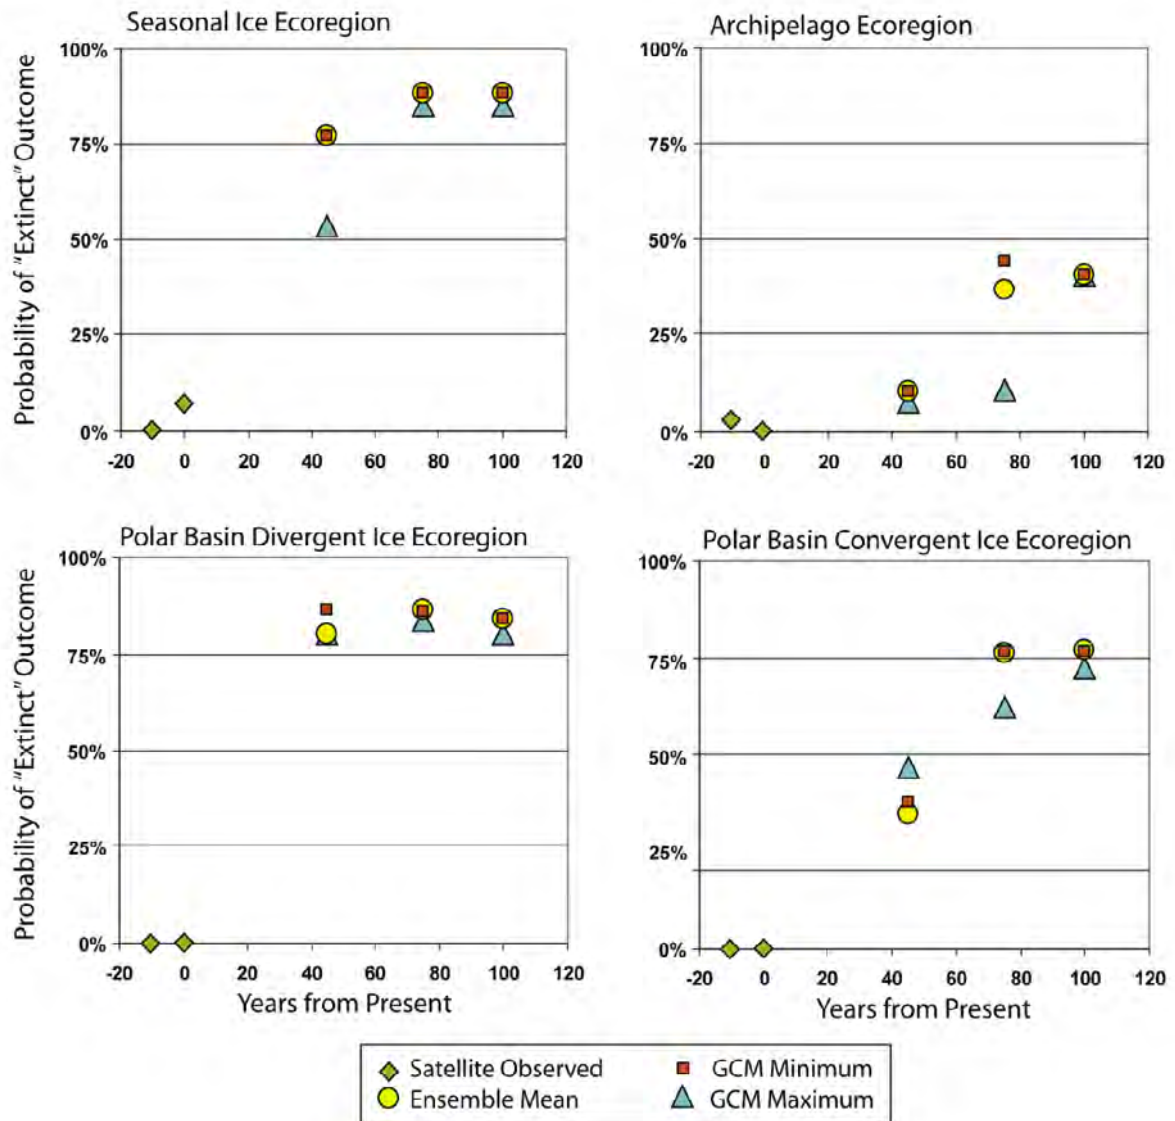 Seasonal Ice Ecoregion
Probability of "Extinct" Outcome
100%
75%
50%
25%
0%
-20 0 20 40 60 80 100 120
Archipelago Ecoregion
100%
75%
50%
25%
0%
-20 0 20 40 60 80 100 120
Polar Basin Divergent Ice Ecoregion
Probability of "Extinct" Outcome
100%
75%
50%
25%
0%
-20 0 20 40 60 80 100 120
Years from Present
Polar Basin Convergent Ice Ecoregion
100%
75%
50%
25%
0%
-20 0 20 40 60 80 100 120
Years from Present
Satellite Observed
GCM Minimum
Ensemble Mean
GCM Maximum